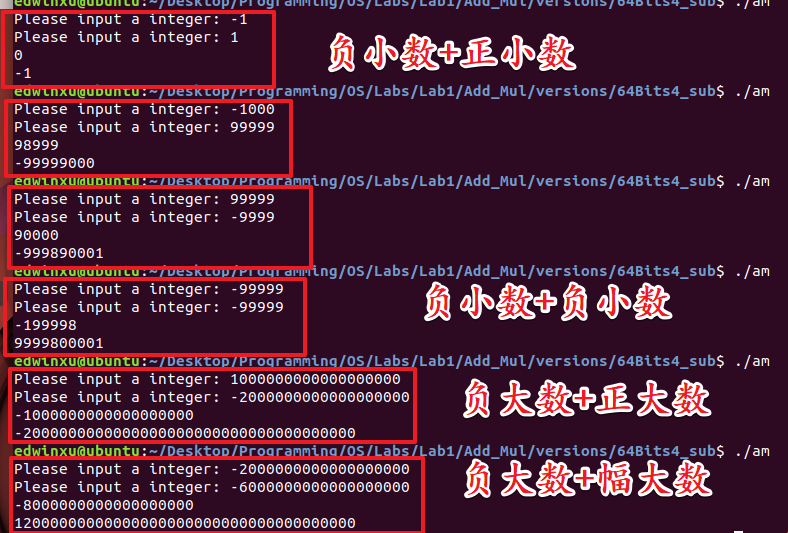 edwinxu@ubuntu:~/Desktop/Programming/OS/Labs/Lab1/Add_Mul/versions/64Bits4_sub$ ./am
Please input a integer: -1
Please input a integer: 1
0
-1
负小数+正小数
edwinxu@ubuntu:~/Desktop/Programming/OS/Labs/Lab1/Add_Mul/versions/64Bits4_sub$ ./am
Please input a integer: -1000
Please input a integer: 99999
98999
-99999000
edwinxu@ubuntu:~/Desktop/Programming/OS/Labs/Lab1/Add_Mul/versions/64Bits4_sub$ ./am
Please input a integer: 99999
Please input a integer: -9999
90000
-999890001
edwinxu@ubuntu:~/Desktop/Programming/OS/Labs/Lab1/Add_Mul/versions/64Bits4_sub$ ./am
Please input a integer: -99999
Please input a integer: -99999
-199998
9999800001
负小数+负小数
edwinxu@ubuntu:~/Desktop/Programming/OS/Labs/Lab1/Add_Mul/versions/64Bits4_sub$ ./am
Please input a integer: 1000000000000000000
Please input a integer: -2000000000000000000
-1000000000000000000
-2000000000000000000000000000000000000
负大数+正大数
edwinxu@ubuntu:~/Desktop/Programming/OS/Labs/Lab1/Add_Mul/versions/64Bits4_sub$ ./am
Please input a integer: -2000000000000000000
Please input a integer: -6000000000000000000
-8000000000000000000
12000000000000000000000000000000000000
负大数+幅大数